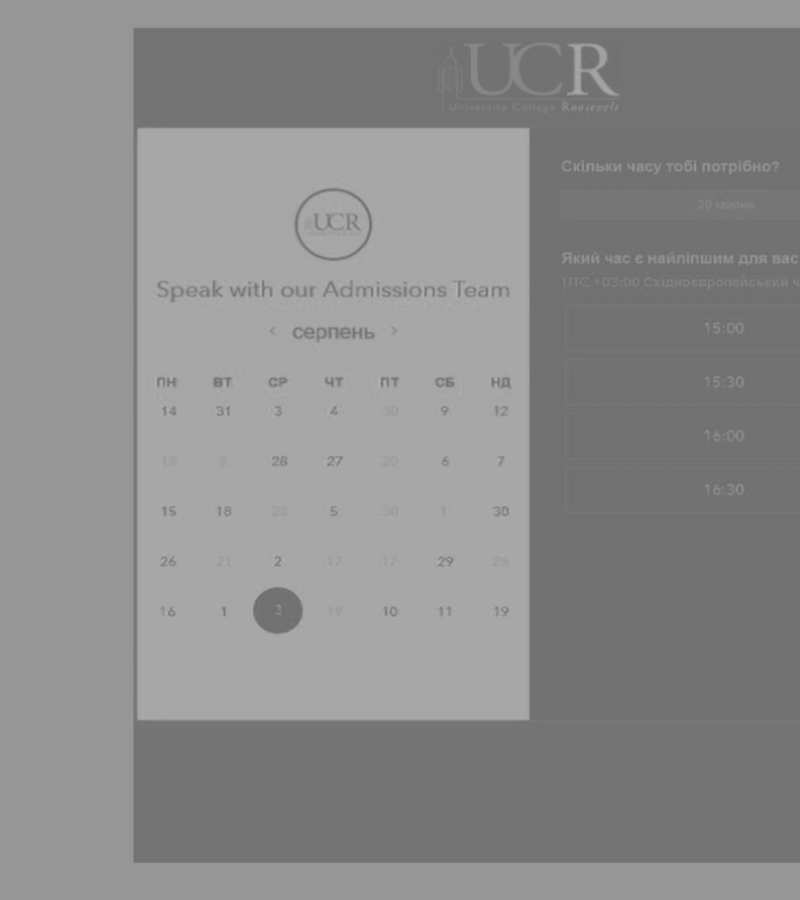 UCR
University College Roosevelt
UCR
Speak with our Admissions Team
< серпень >
ПН ВТ СР ЧТ ПТ СБ НД
14 31 3 4 30 9 12
13 2 28 27 20 6 7
15 18 28 5 30 1 30
26 21 2 17 17 29 26
16 1 3 19 10 11 19
Скільки часу тобі потрібно?
30 хвилин
Який час є найліпшим для вас
UTC +03:00 Східноєвропейський ч
15:00
15:30
16:00
16:30